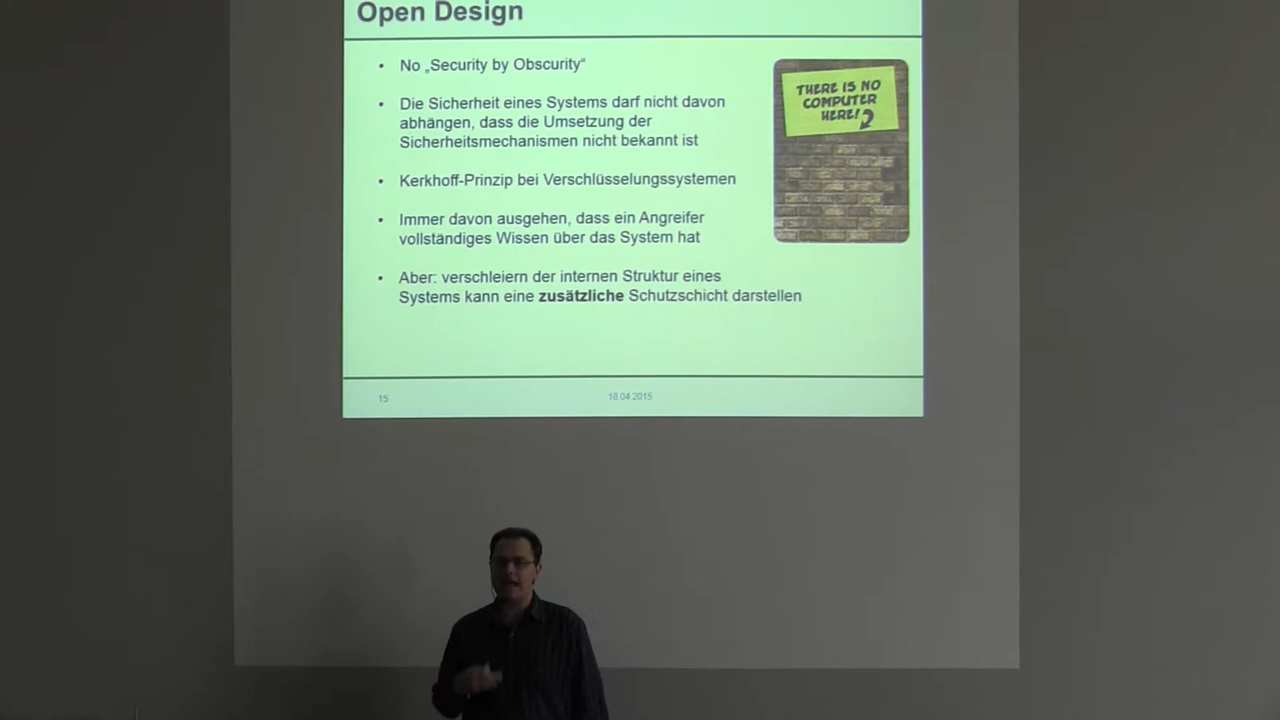 Open Design
• No „Security by Obscurity“
• Die Sicherheit eines Systems darf nicht davon
abhängen, dass die Umsetzung der
Sicherheitsmechanismen nicht bekannt ist
• Kerkhoff-Prinzip bei Verschlüsselungssystemen
• Immer davon ausgehen, dass ein Angreifer
vollständiges Wissen über das System hat
• Aber: verschleiern der internen Struktur eines
Systems kann eine zusätzliche Schutzschicht darstellen
THERE IS NO
COMPUTER
HERE!
15
18.04.2015